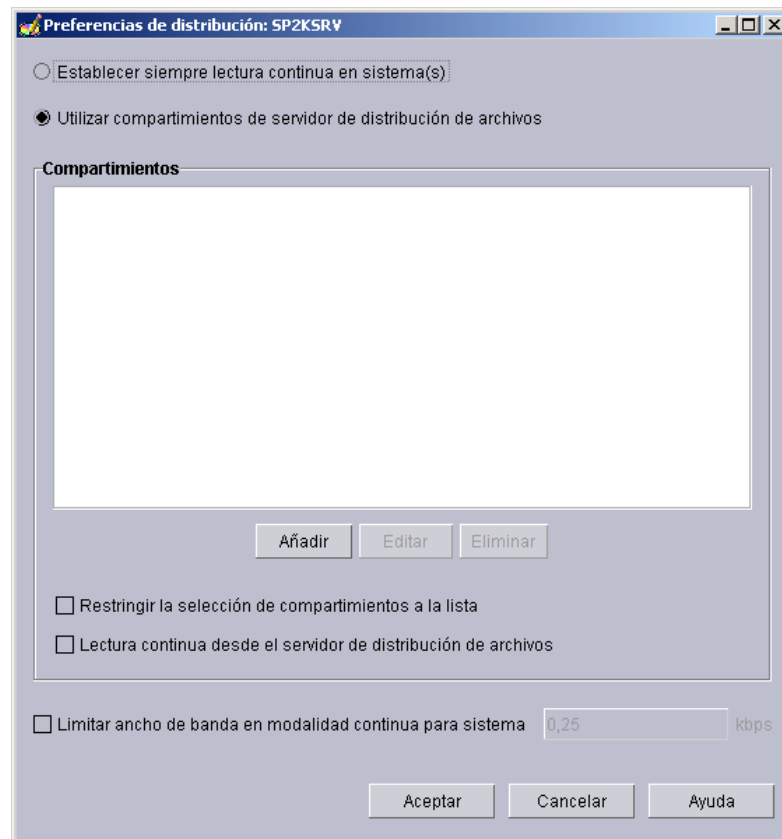 Preferencias de distribución: SP2KSRV
Establecer siempre lectura continua en sistema(s)
Utilizar compartimientos de servidor de distribución de archivos
Compartimientos
Añadir Editar Eliminar
Restringir la selección de compartimientos a la lista
Lectura continua desde el servidor de distribución de archivos
Limitar ancho de banda en modalidad continua para sistema 0,25 kbps
Aceptar Cancelar Ayuda